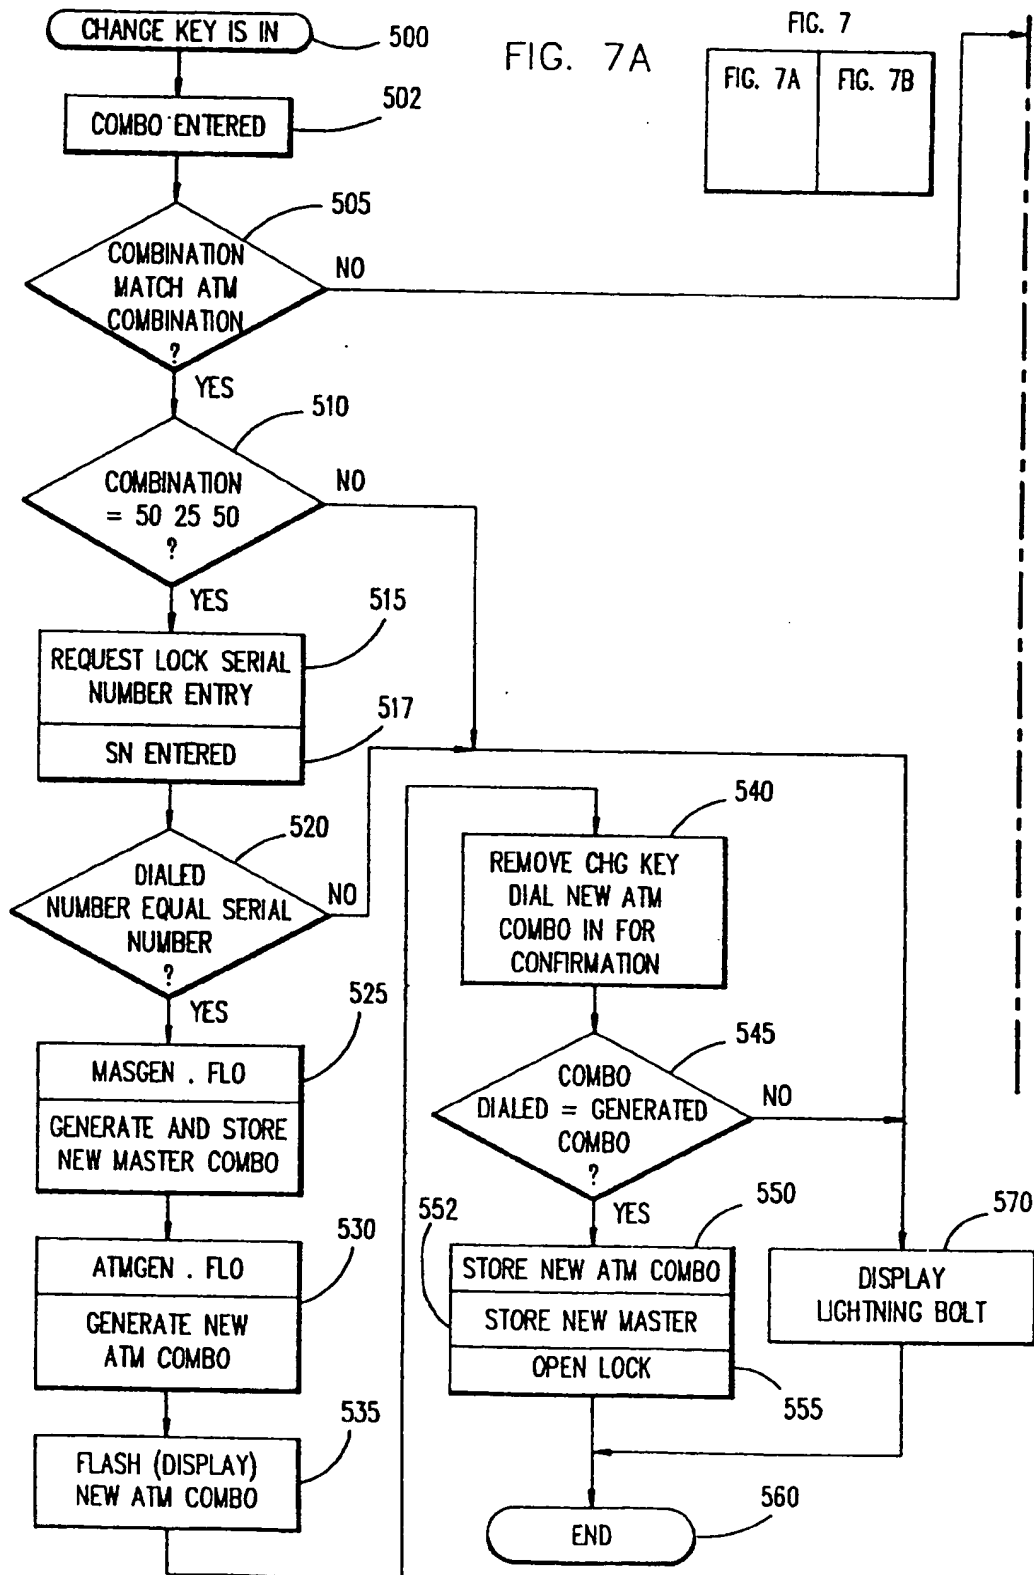 CHANGE KEY IS IN
500
FIG. 7A
FIG. 7
FIG. 7A
FIG. 7B
502
COMBO ENTERED
505
COMBINATION
MATCH ATM
COMBINATION
?
NO
YES
510
COMBINATION
= 50 25 50
?
NO
YES
515
REQUEST LOCK SERIAL
NUMBER ENTRY
517
SN ENTERED
520
DIALED
NUMBER EQUAL SERIAL
NUMBER
?
NO
YES
525
MASGEN . FLO
GENERATE AND STORE
NEW MASTER COMBO
530
ATMGEN . FLO
GENERATE NEW
ATM COMBO
535
FLASH (DISPLAY)
NEW ATM COMBO
540
REMOVE CHG KEY
DIAL NEW ATM
COMBO IN FOR
CONFIRMATION
545
COMBO
DIALED = GENERATED
COMBO
?
NO
YES
550
552
STORE NEW ATM COMBO
STORE NEW MASTER
OPEN LOCK
555
570
DISPLAY
LIGHTNING BOLT
END
560